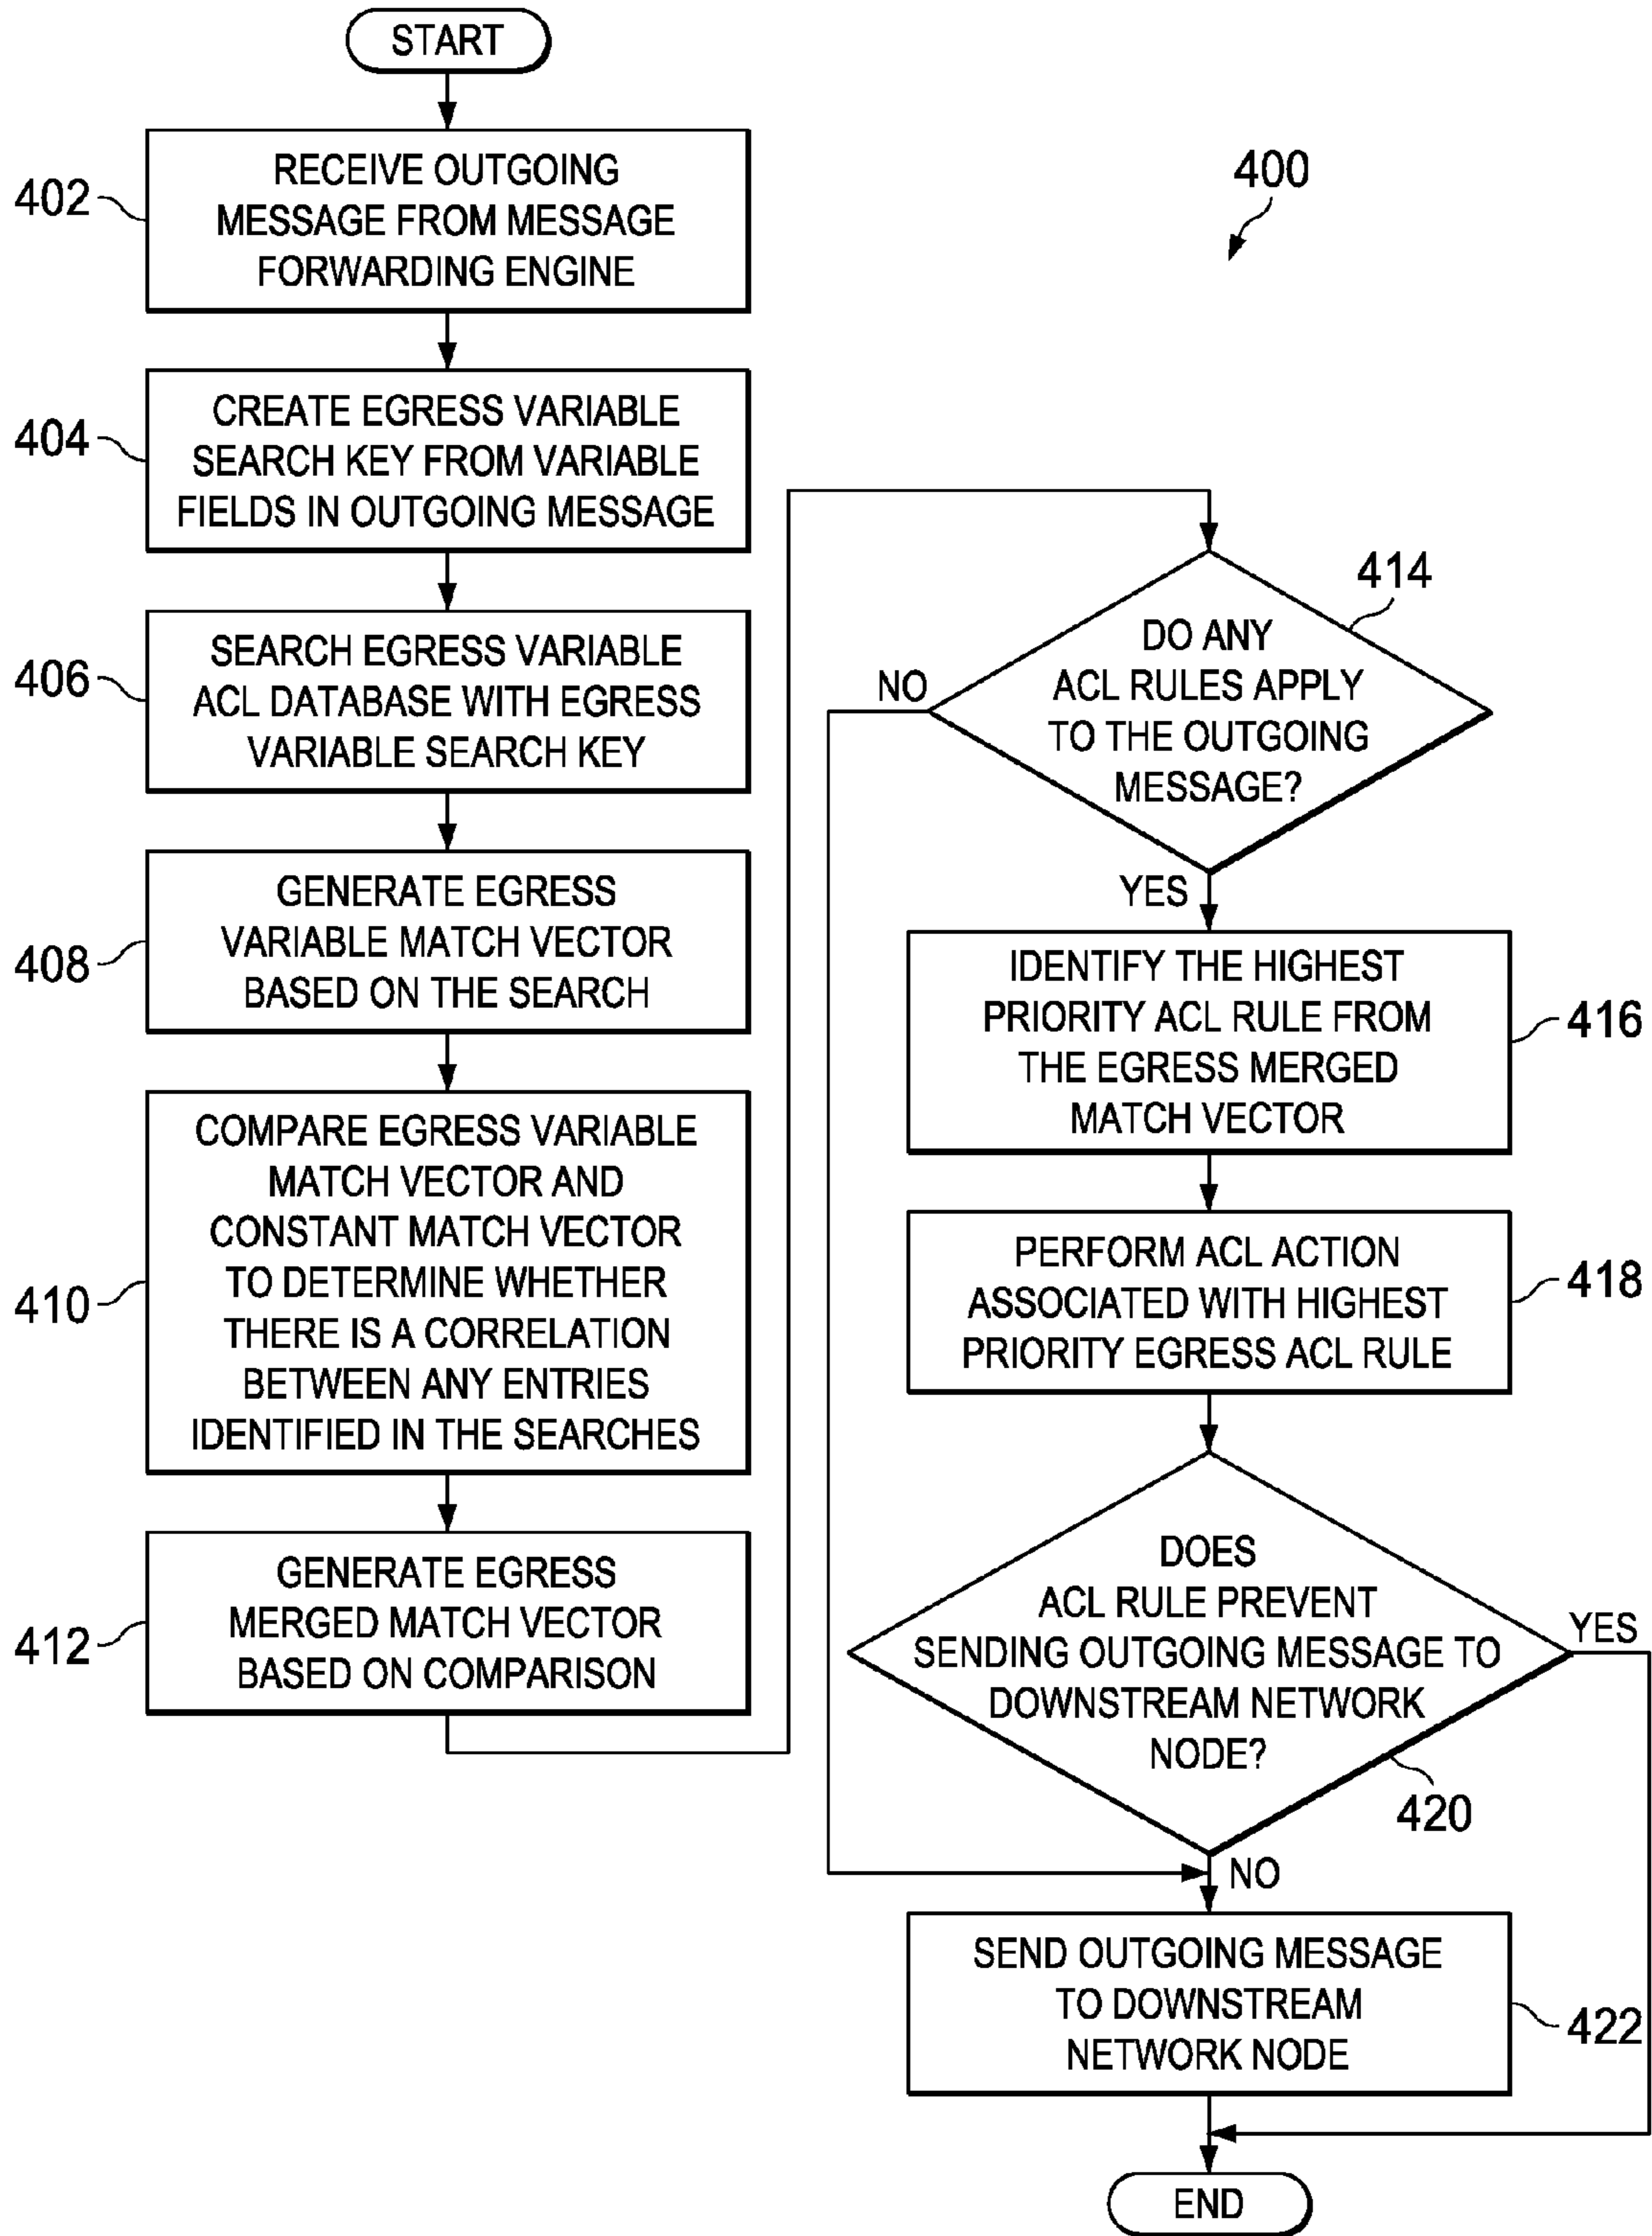 START
402
RECEIVE OUTGOING
MESSAGE FROM MESSAGE
FORWARDING ENGINE
404
CREATE EGRESS VARIABLE
SEARCH KEY FROM VARIABLE
FIELDS IN OUTGOING MESSAGE
406
SEARCH EGRESS VARIABLE
ACL DATABASE WITH EGRESS
VARIABLE SEARCH KEY
408
GENERATE EGRESS
VARIABLE MATCH VECTOR
BASED ON THE SEARCH
410
COMPARE EGRESS VARIABLE
MATCH VECTOR AND
CONSTANT MATCH VECTOR
TO DETERMINE WHETHER
THERE IS A CORRELATION
BETWEEN ANY ENTRIES
IDENTIFIED IN THE SEARCHES
412
GENERATE EGRESS
MERGED MATCH VECTOR
BASED ON COMPARISON
400
414
DO ANY
ACL RULES APPLY
TO THE OUTGOING
MESSAGE?
NO
YES
IDENTIFY THE HIGHEST
PRIORITY ACL RULE FROM
THE EGRESS MERGED
MATCH VECTOR
416
PERFORM ACL ACTION
ASSOCIATED WITH HIGHEST
PRIORITY EGRESS ACL RULE
418
DOES
ACL RULE PREVENT
SENDING OUTGOING MESSAGE TO
DOWNSTREAM NETWORK
NODE?
YES
420
NO
SEND OUTGOING MESSAGE
TO DOWNSTREAM
NETWORK NODE
422
END